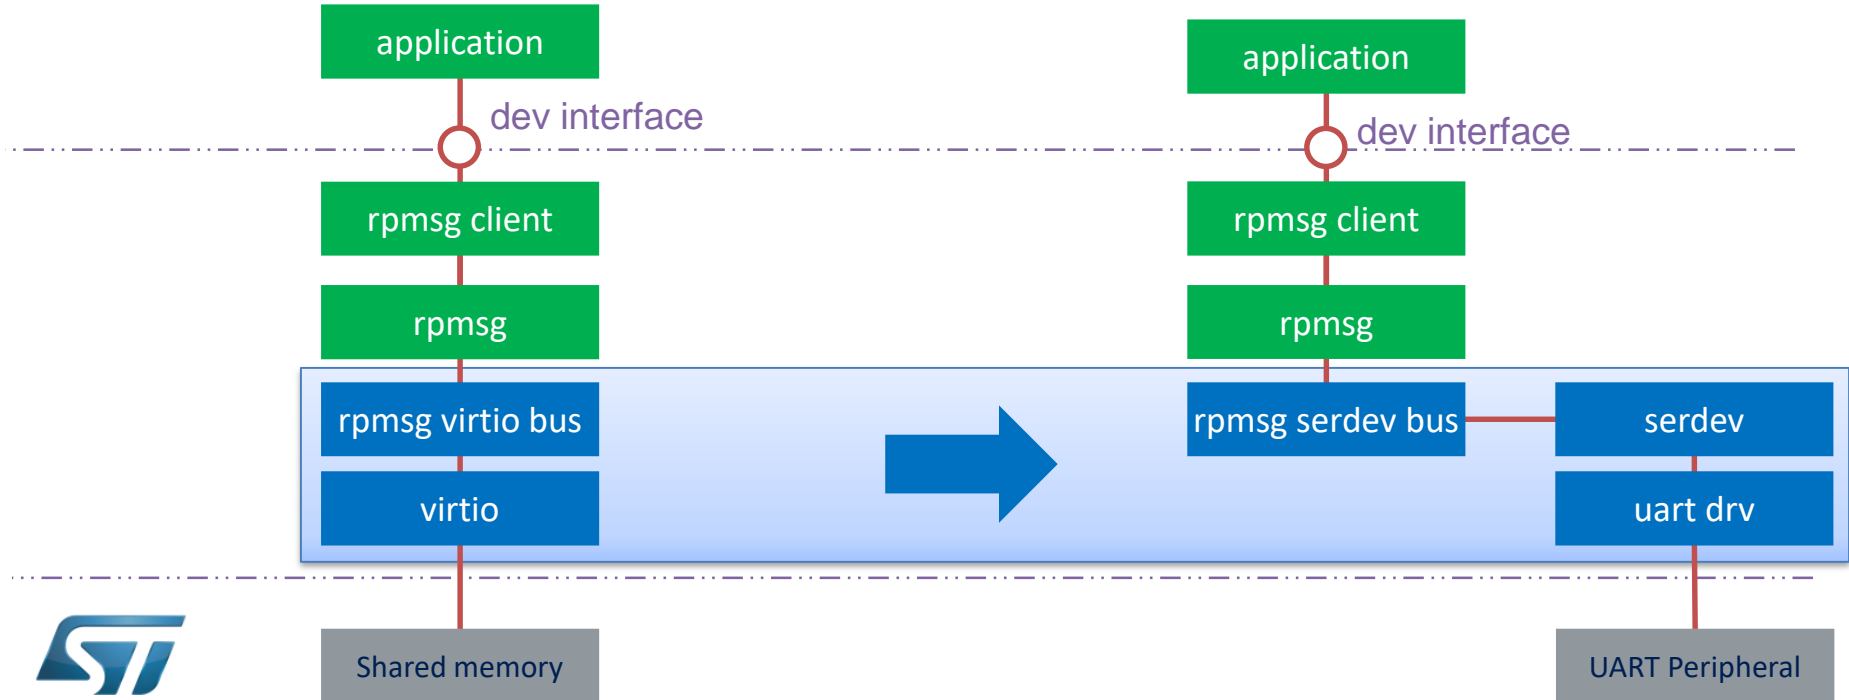 application
application
dev interface
dev interface
rpmsg client
rpmsg client
rpmsg
rpmsg
rpmsg virtio bus
rpmsg serdev bus
serdev
virtio
uart drv
ST
Shared memory
UART Peripheral